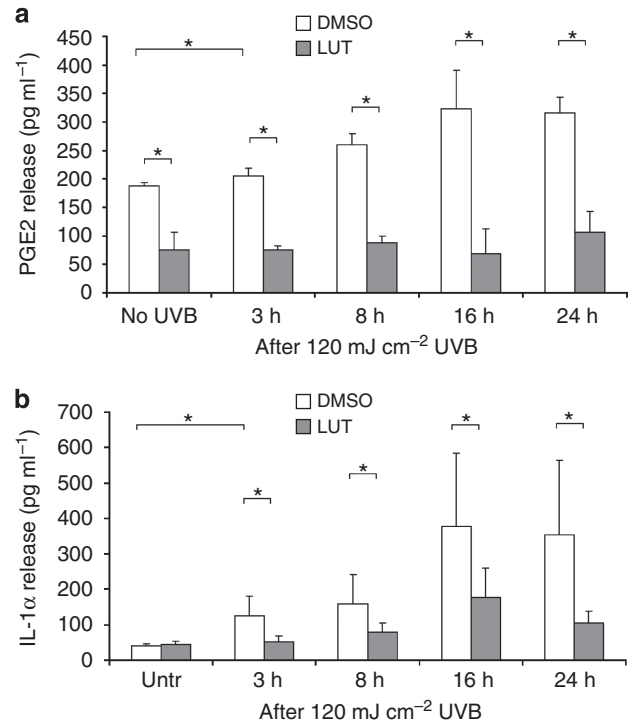 a
DMSO
LUT
PGE2 release (pg ml⁻¹)
450
400
350
300
250
200
150
100
50
0
*
*
*
*
*
*
No UVB 3 h 8 h 16 h 24 h
After 120 mJ cm⁻² UVB
b
DMSO
LUT
IL-1α release (pg ml⁻¹)
700
600
500
400
300
200
100
0
*
*
*
*
*
Untr 3 h 8 h 16 h 24 h
After 120 mJ cm⁻² UVB